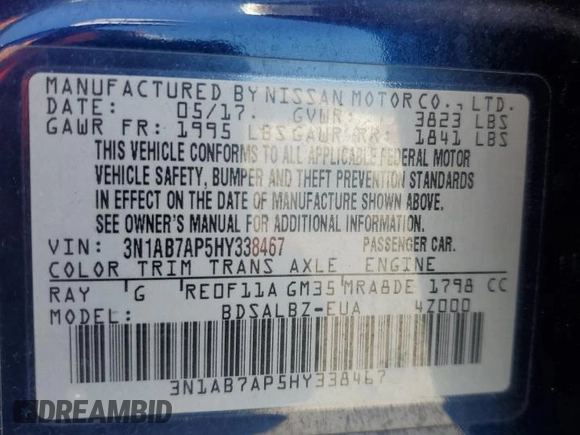 MANUFACTURED BY NISSAN MOTOR CO., LTD.
DATE: 05/17. GVWR: 3823 LBS
GAWR FR: 1995 LBS GAWR RR: 1841 LBS
THIS VEHICLE CONFORMS TO ALL APPLICABLE FEDERAL MOTOR
VEHICLE SAFETY, BUMPER AND THEFT PREVENTION STANDARDS
IN EFFECT ON THE DATE OF MANUFACTURE SHOWN ABOVE.
SEE OWNER'S MANUAL FOR ADDITIONAL INFORMATION.
VIN: 3N1AB7AP5HY338467 PASSENGER CAR.
COLOR TRIM TRANS AXLE ENGINE
RAY G RE0F11A GM35 MRA8DE 1798 CC
MODEL: BDSALBZ-EUA 4Z000
3N1AB7AP5HY338467
DREAMBID